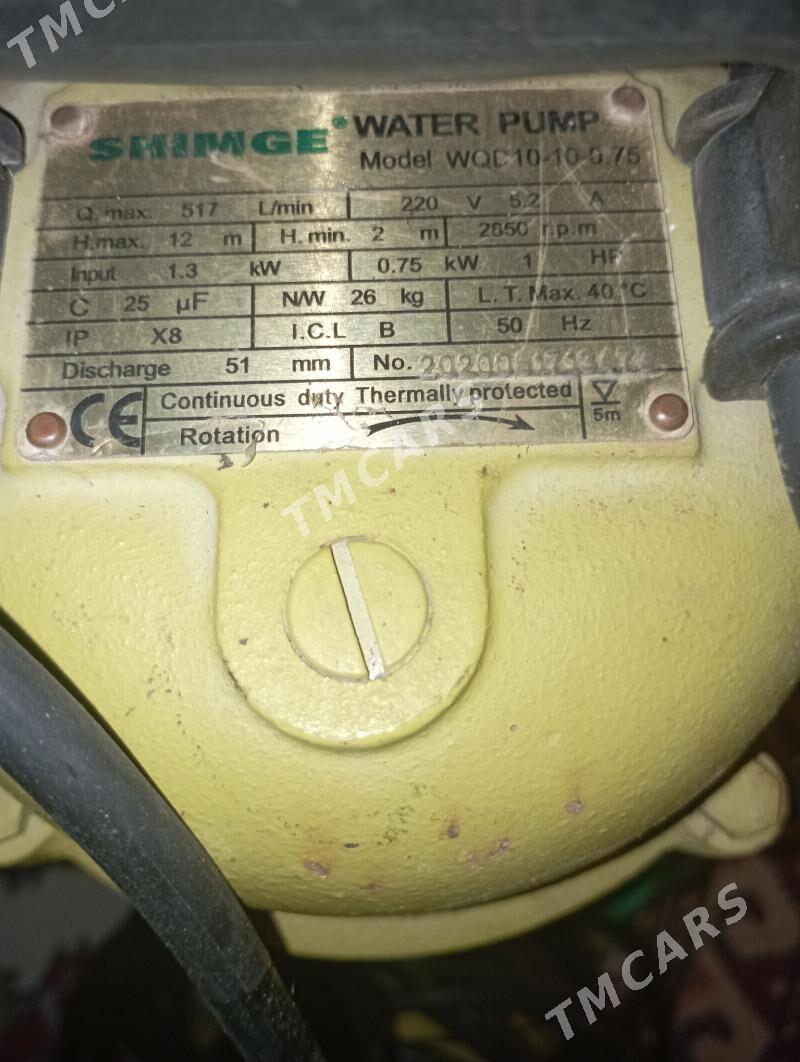 TMCARS
SHIMGE® WATER PUMP
Model WQD10-10-0.75
Q. max. 517 L/min 220 V 5.2 A
H.max. 12 m H. min. 2 m 2850 r.p.m
Input 1.3 kW 0.75 kW 1 HP
C 25 µF N/W 26 kg L. T. Max. 40 °C
IP X8 I.C.L B 50 Hz
Discharge 51 mm No.
CE Continuous duty Thermally protected
Rotation 5m
TMCARS
TMCARS
TMCARS